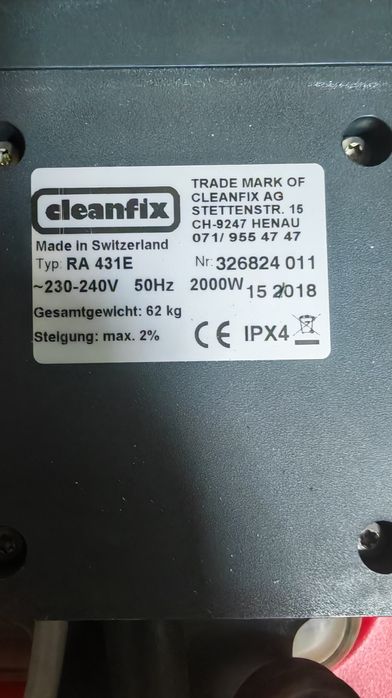 cleanfix
TRADE MARK OF
CLEANFIX AG
STETTENSTR. 15
CH-9247 HENAU
071/ 955 47 47
Made in Switzerland
Typ: RA 431E
Nr: 326824 011
~230-240V 50Hz 2000W 15 2018
Gesamtgewicht: 62 kg
Steigung: max. 2%
CE IPX4